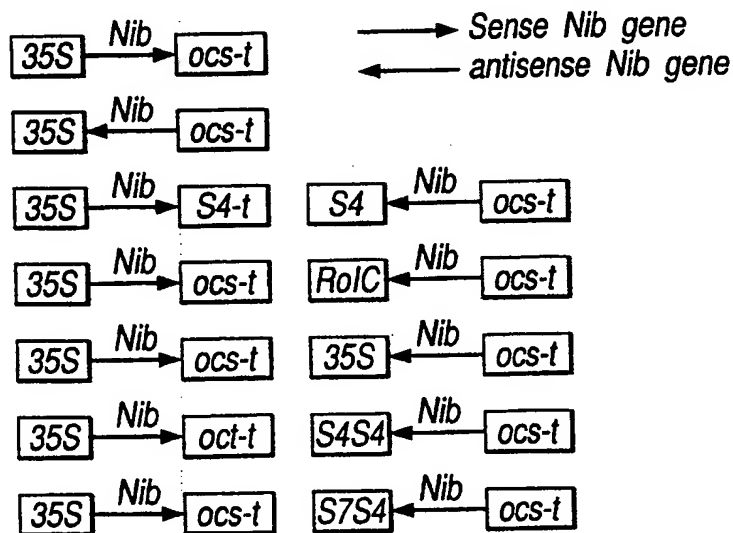 35S Nib ocs-t
Sense Nib gene
antisense Nib gene
35S Nib ocs-t
35S Nib S4-t S4 Nib ocs-t
35S Nib ocs-t RolC Nib ocs-t
35S Nib ocs-t 35S Nib ocs-t
35S Nib oct-t S4S4 Nib ocs-t
35S Nib ocs-t S7S4 Nib ocs-t